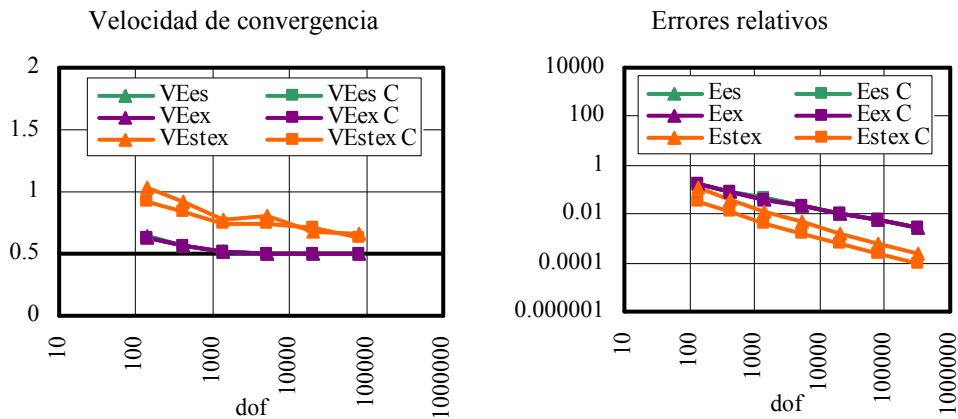 Velocidad de convergencia
2
1.5
1
0.5
0
VEes
VEes C
VEex
VEex C
VEstex
VEstex C
10
100
1000
10000
100000
1000000
dof
Errores relativos
10000
100
1
0.01
0.0001
0.000001
Ees
Ees C
Eex
Eex C
Estex
Estex C
10
100
1000
10000
100000
1000000
dof